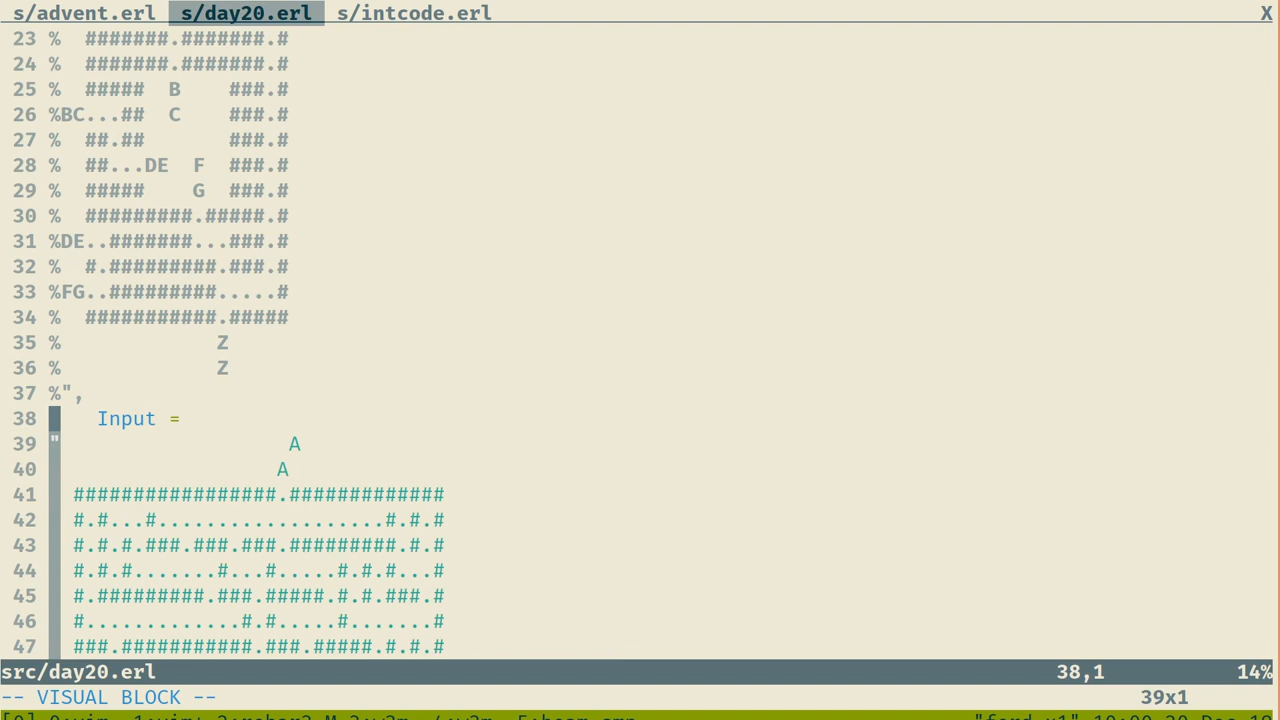 s/advent.erl  s/day20.erl  s/intcode.erl X
23 %  #######.#######.#
24 %  #######.#######.#
25 %  #####  B    ###.#
26 %BC...##  C    ###.#
27 %  ##.##       ###.#
28 %  ##...DE  F  ###.#
29 %  #####    G  ###.#
30 %  #########.#####.#
31 %DE..#######...###.#
32 %  #.#########.###.#
33 %FG..#########.....#
34 %  ###########.#####
35 %             Z
36 %             Z
37 %",
38     Input =
39 "                   A
40                   A
41   #################.#############
42   #.#...#...................#.#.#
43   #.#.#.###.###.###.#########.#.#
44   #.#.#.......#...#.....#.#.#...#
45   #.#########.###.#####.#.#.###.#
46   #.............#.#.....#.......#
47   ###.###########.###.#####.#.#.#
src/day20.erl 38,1 14%
-- VISUAL BLOCK -- 39x1